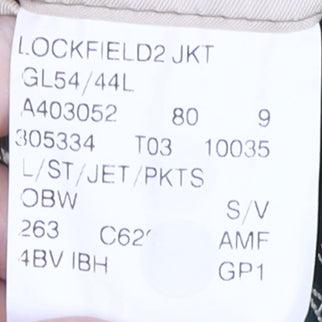 LOCKFIELD2 JKT
GL54/44L
A403052 80 9
305334 T03 10035
L/ST/JET/PKTS
OBW S/V
263 AMF
4BV IBH GP1